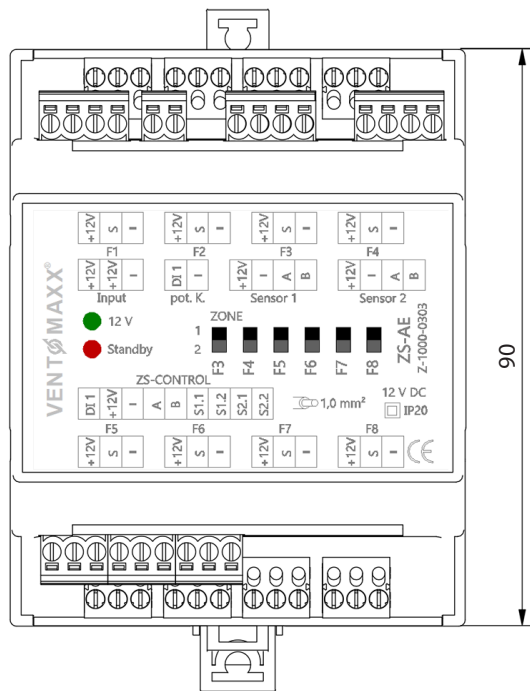 +12V S I +12V S I +12V S I +12V S I
F1 F2 F3 F4
+12V +12V I DI 1 I +12V I A B +12V I A B
Input pot. K. Sensor 1 Sensor 2
VENTØMAXX®
12 V
Standby
ZONE
1
2
F3 F4 F5 F6 F7 F8
ZS-AE
Z-1000-0303
ZS-CONTROL
DI 1 +12V I A B S1.1 S1.2 S2.1 S2.2
1,0 mm²
12 V DC
IP20
F5 F6 F7 F8
+12V S I +12V S I +12V S I +12V S I
CE
90